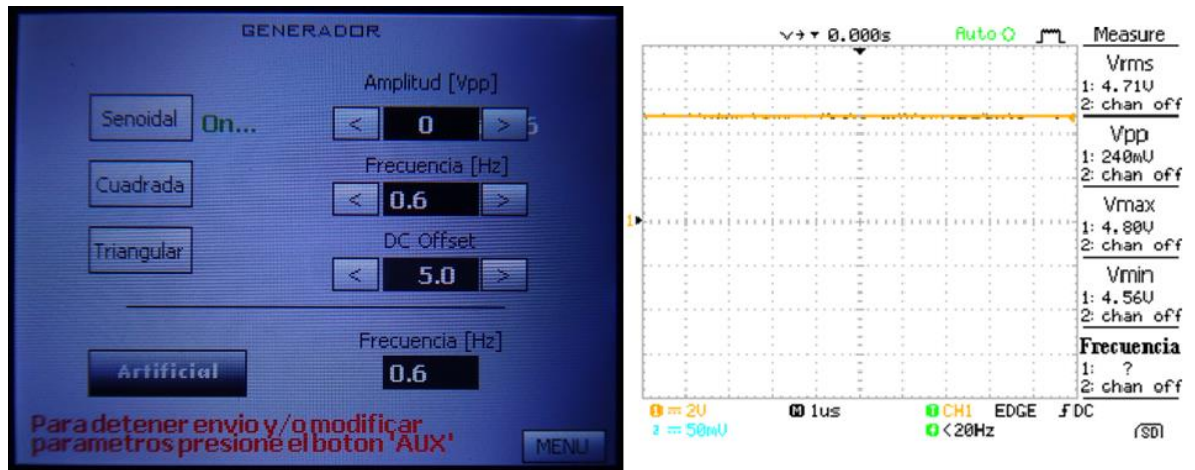 GENERADOR
Amplitud [Vpp]
Senoidal On... < 0 >
Frecuencia [Hz]
Cuadrada < 0.6 >
DC Offset
Triangular < 5.0 >
Frecuencia [Hz]
Artificial 0.6
Para detener envio y/o modificar
parametros presione el boton 'AUX'
MENU
0.000s Auto Measure
Vrms
1: 4.71V
2: chan off
Vpp
1: 240mV
2: chan off
Vmax
1: 4.80V
2: chan off
Vmin
1: 4.56V
2: chan off
Frecuencia
1: ?
2: chan off
1
1 2V M 1us CH1 EDGE DC
2 50mV <20Hz SD